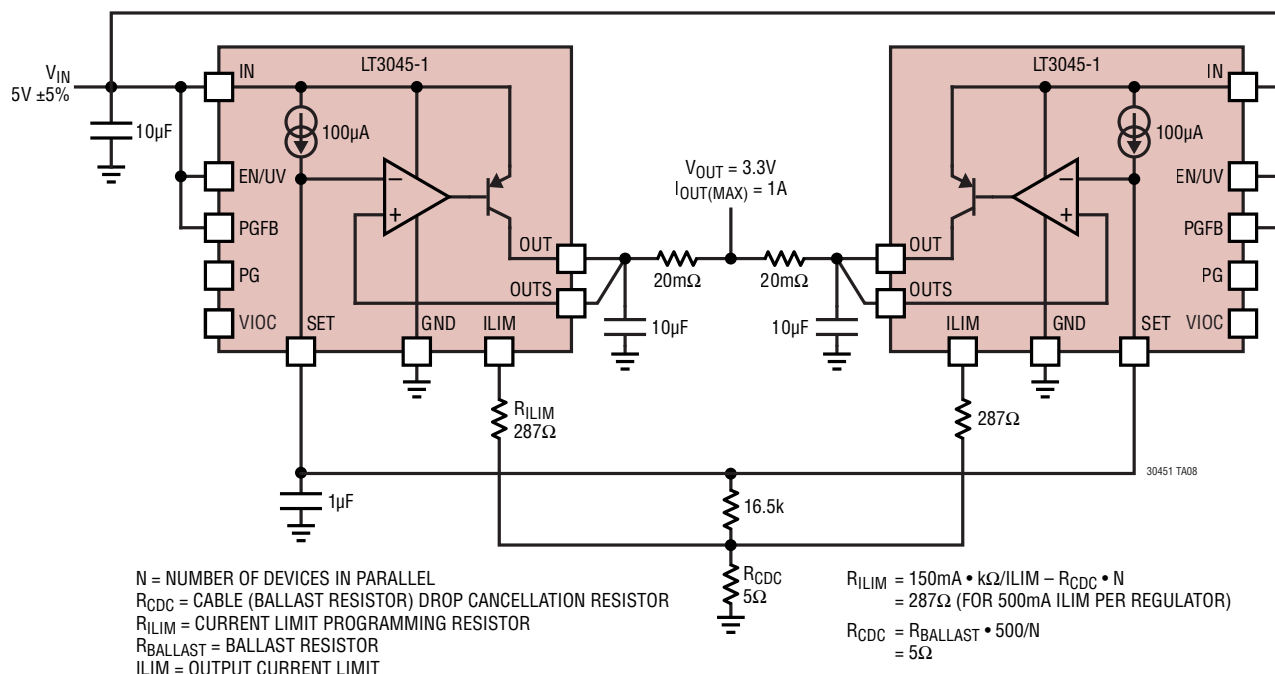 LT3045-1
LT3045-1
VIN
5V ±5%
IN
IN
10µF
100µA
100µA
EN/UV
EN/UV
PGFB
PGFB
PG
PG
VIOC
VIOC
–
+
–
+
VOUT = 3.3V
IOUT(MAX) = 1A
OUT
OUT
20mΩ
20mΩ
OUTS
OUTS
10µF
10µF
SET
GND
ILIM
ILIM
GND
SET
RILIM
287Ω
287Ω
30451 TA08
1µF
16.5k
RCDC
5Ω
N = NUMBER OF DEVICES IN PARALLEL
RCDC = CABLE (BALLAST RESISTOR) DROP CANCELLATION RESISTOR
RILIM = CURRENT LIMIT PROGRAMMING RESISTOR
RBALLAST = BALLAST RESISTOR
ILIM = OUTPUT CURRENT LIMIT
RILIM = 150mA • kΩ/ILIM – RCDC • N
= 287Ω (FOR 500mA ILIM PER REGULATOR)
RCDC = RBALLAST • 500/N
= 5Ω